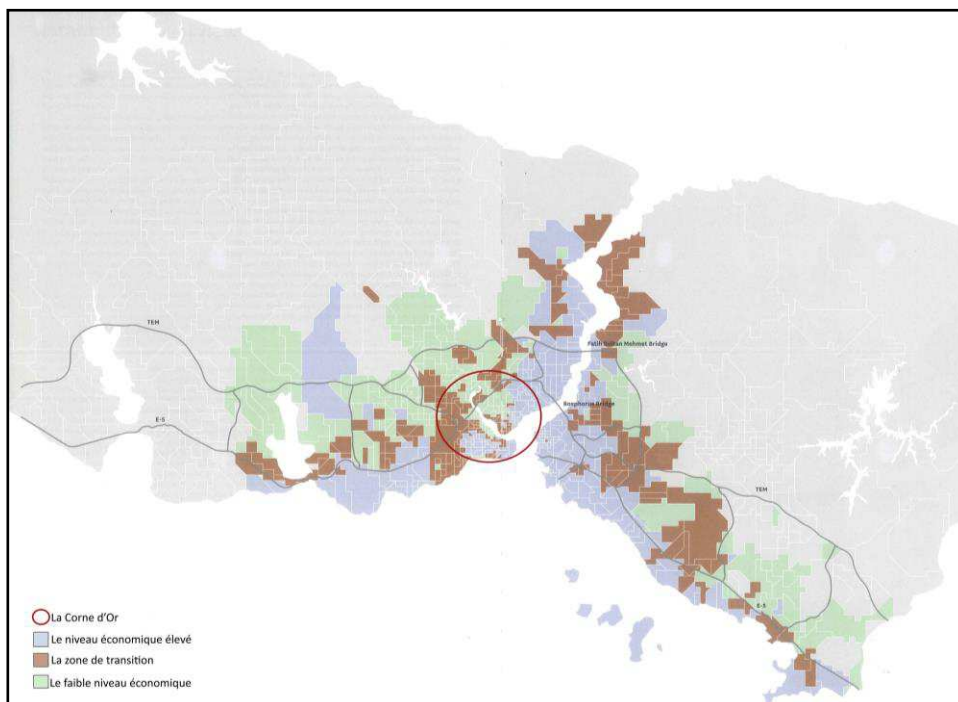 TEM
Fatih Sultan Mehmet Bridge
Bosphorus Bridge
E-5
TEM
E-5
La Corne d'Or
Le niveau économique élevé
La zone de transition
Le faible niveau économique